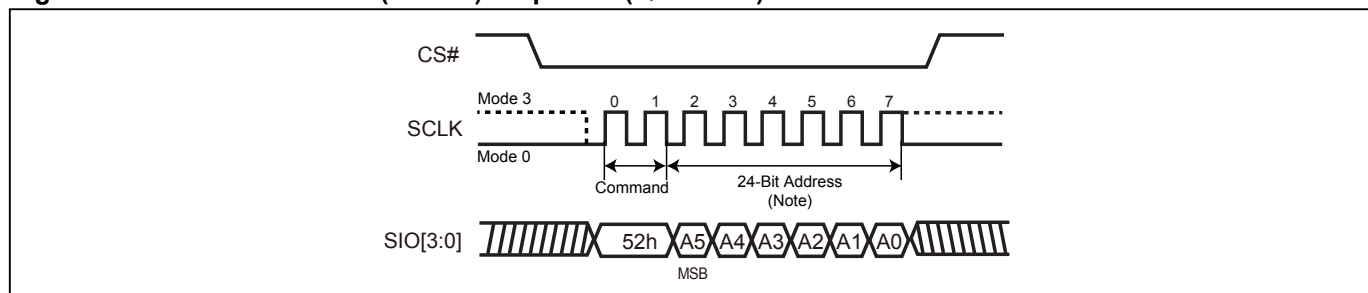 CS#
Mode 3
0 1 2 3 4 5 6 7
SCLK
Mode 0
Command
24-Bit Address
(Note)
SIO[3:0]
52h A5 A4 A3 A2 A1 A0
MSB